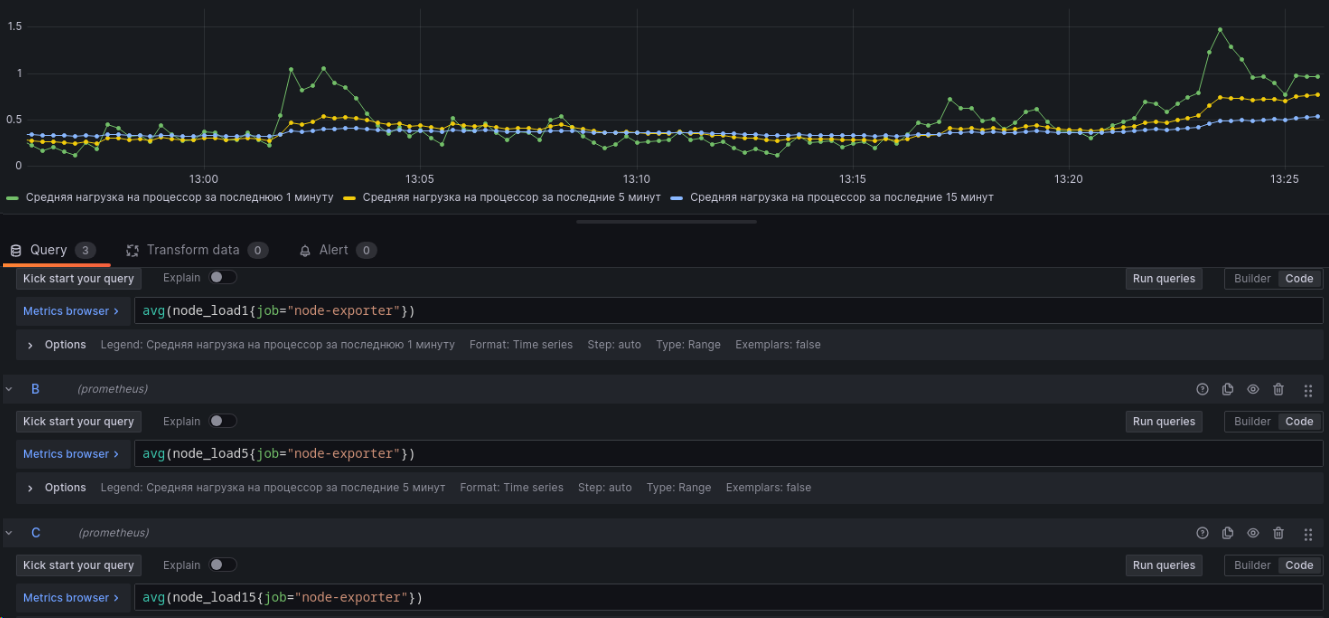 1.5
1
0.5
0
13:00 13:05 13:10 13:15 13:20 13:25
Средняя нагрузка на процессор за последнюю 1 минуту Средняя нагрузка на процессор за последние 5 минут Средняя нагрузка на процессор за последние 15 минут
Query 3 Transform data 0 Alert 0
Kick start your query Explain Run queries Builder Code
Metrics browser > avg(node_load1{job="node-exporter"})
> Options Legend: Средняя нагрузка на процессор за последнюю 1 минуту Format: Time series Step: auto Type: Range Exemplars: false
B (prometheus)
Kick start your query Explain Run queries Builder Code
Metrics browser > avg(node_load5{job="node-exporter"})
> Options Legend: Средняя нагрузка на процессор за последние 5 минут Format: Time series Step: auto Type: Range Exemplars: false
C (prometheus)
Kick start your query Explain Run queries Builder Code
Metrics browser > avg(node_load15{job="node-exporter"})